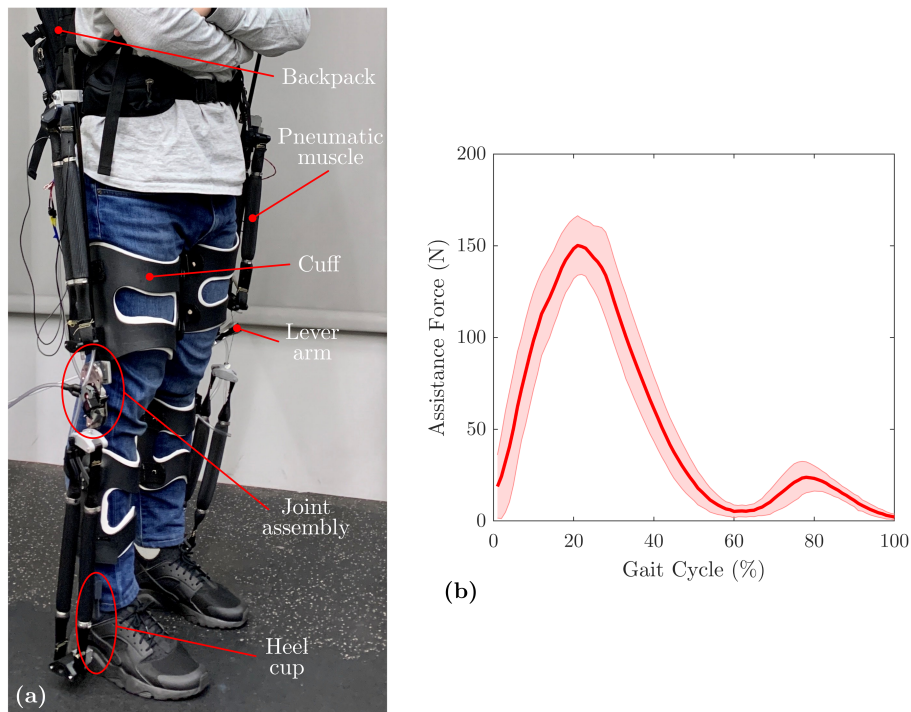 Backpack
Pneumatic
muscle
Cuff
Lever
arm
Joint
assembly
Heel
cup
(a)
200
150
100
50
0
Assistance Force (N)
0 20 40 60 80 100
Gait Cycle (%)
(b)